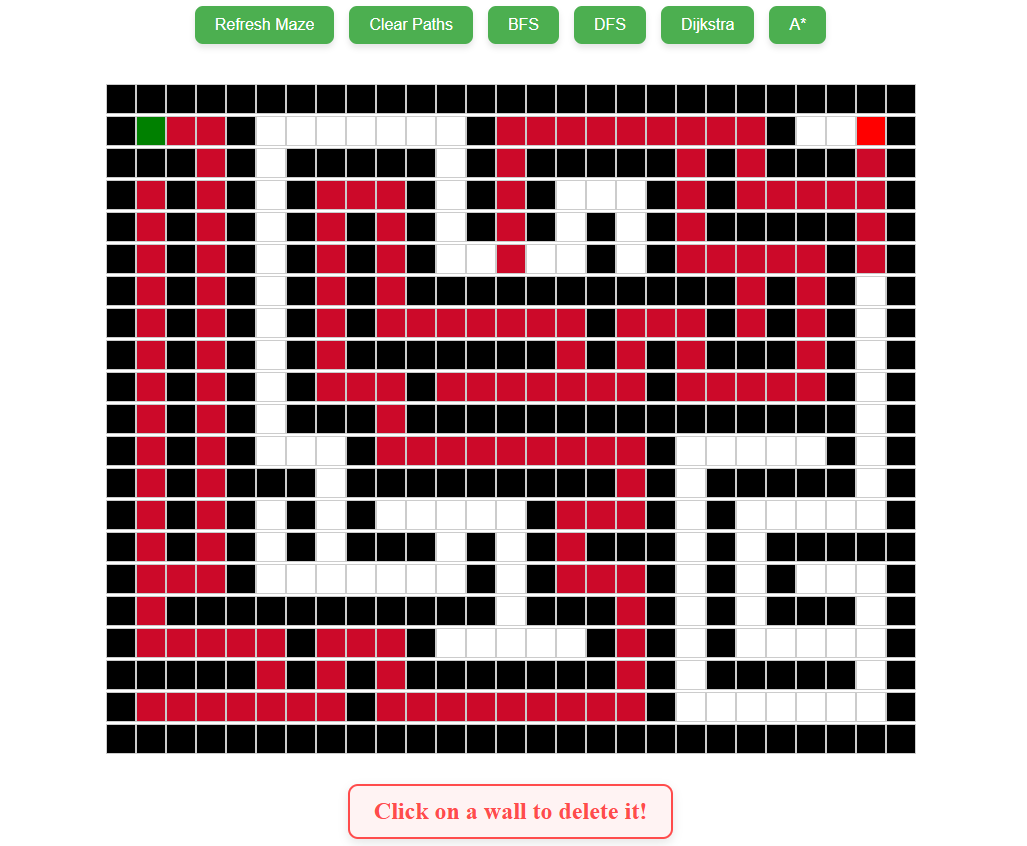 Refresh Maze Clear Paths BFS DFS Dijkstra A*
Click on a wall to delete it!